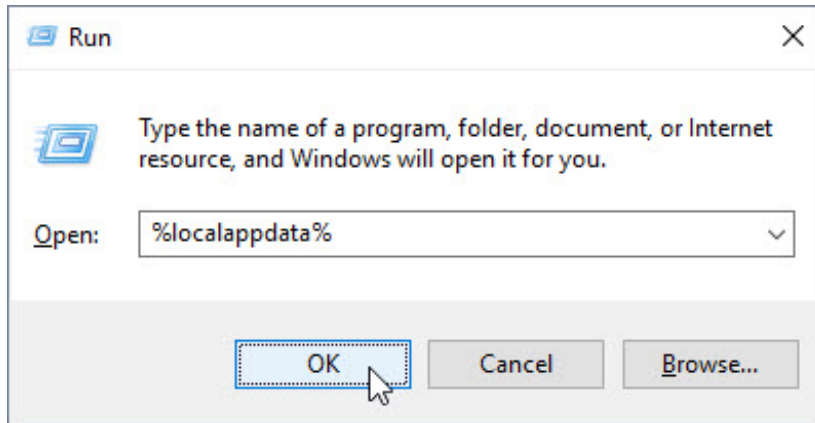 Run
Type the name of a program, folder, document, or Internet
resource, and Windows will open it for you.
Open: %localappdata%
OK Cancel Browse...